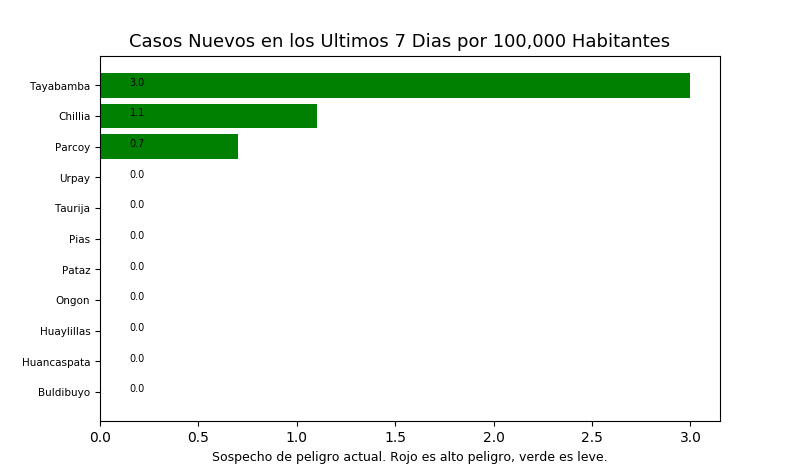 Casos Nuevos en los Ultimos 7 Dias por 100,000 Habitantes
Tayabamba 3.0
Chillia 1.1
Parcoy 0.7
Urpay 0.0
Taurija 0.0
Pias 0.0
Pataz 0.0
Ongon 0.0
Huaylillas 0.0
Huancaspata 0.0
Buldibuyo 0.0
0.0 0.5 1.0 1.5 2.0 2.5 3.0
Sospecho de peligro actual. Rojo es alto peligro, verde es leve.